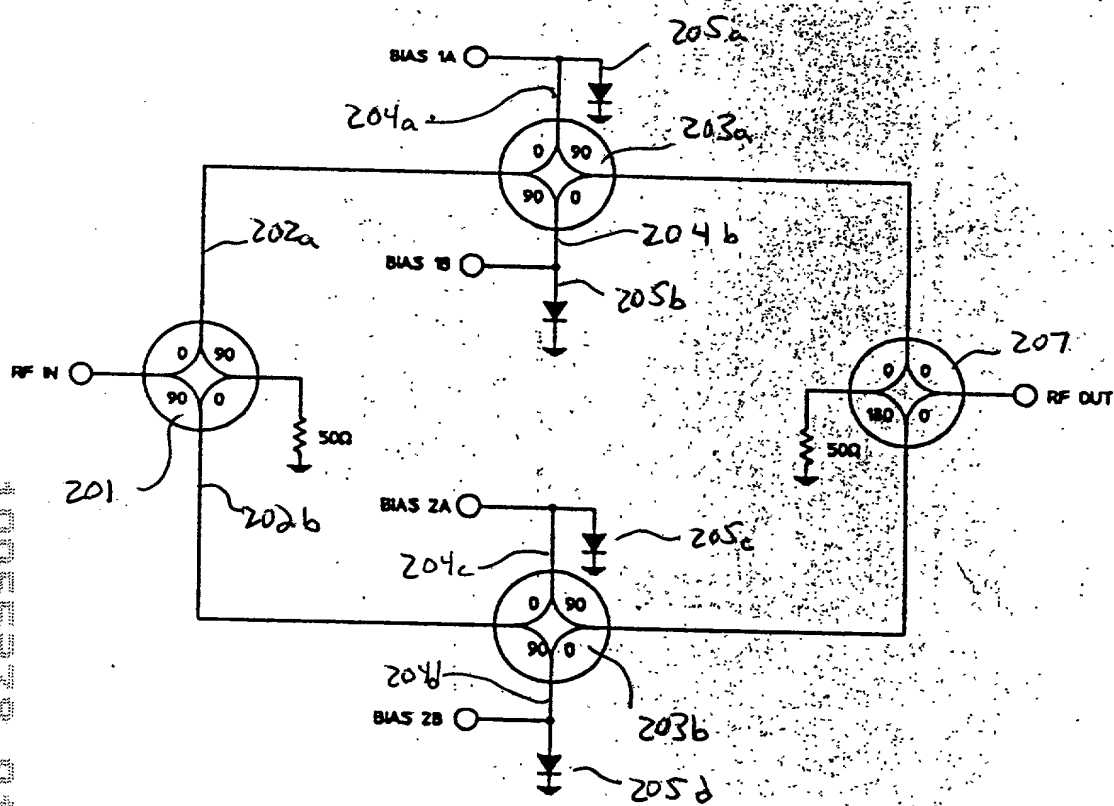 205a
BIAS 1A
204a
203a
0 90
90 0
202a
204b
BIAS 1B
205b
207
0 90
90 0
RF IN
0 0
180 0
RF OUT
50Ω
50Ω
201
202b
BIAS 2A
205c
204c
0 90
90 0
204d
BIAS 2B
203b
205d